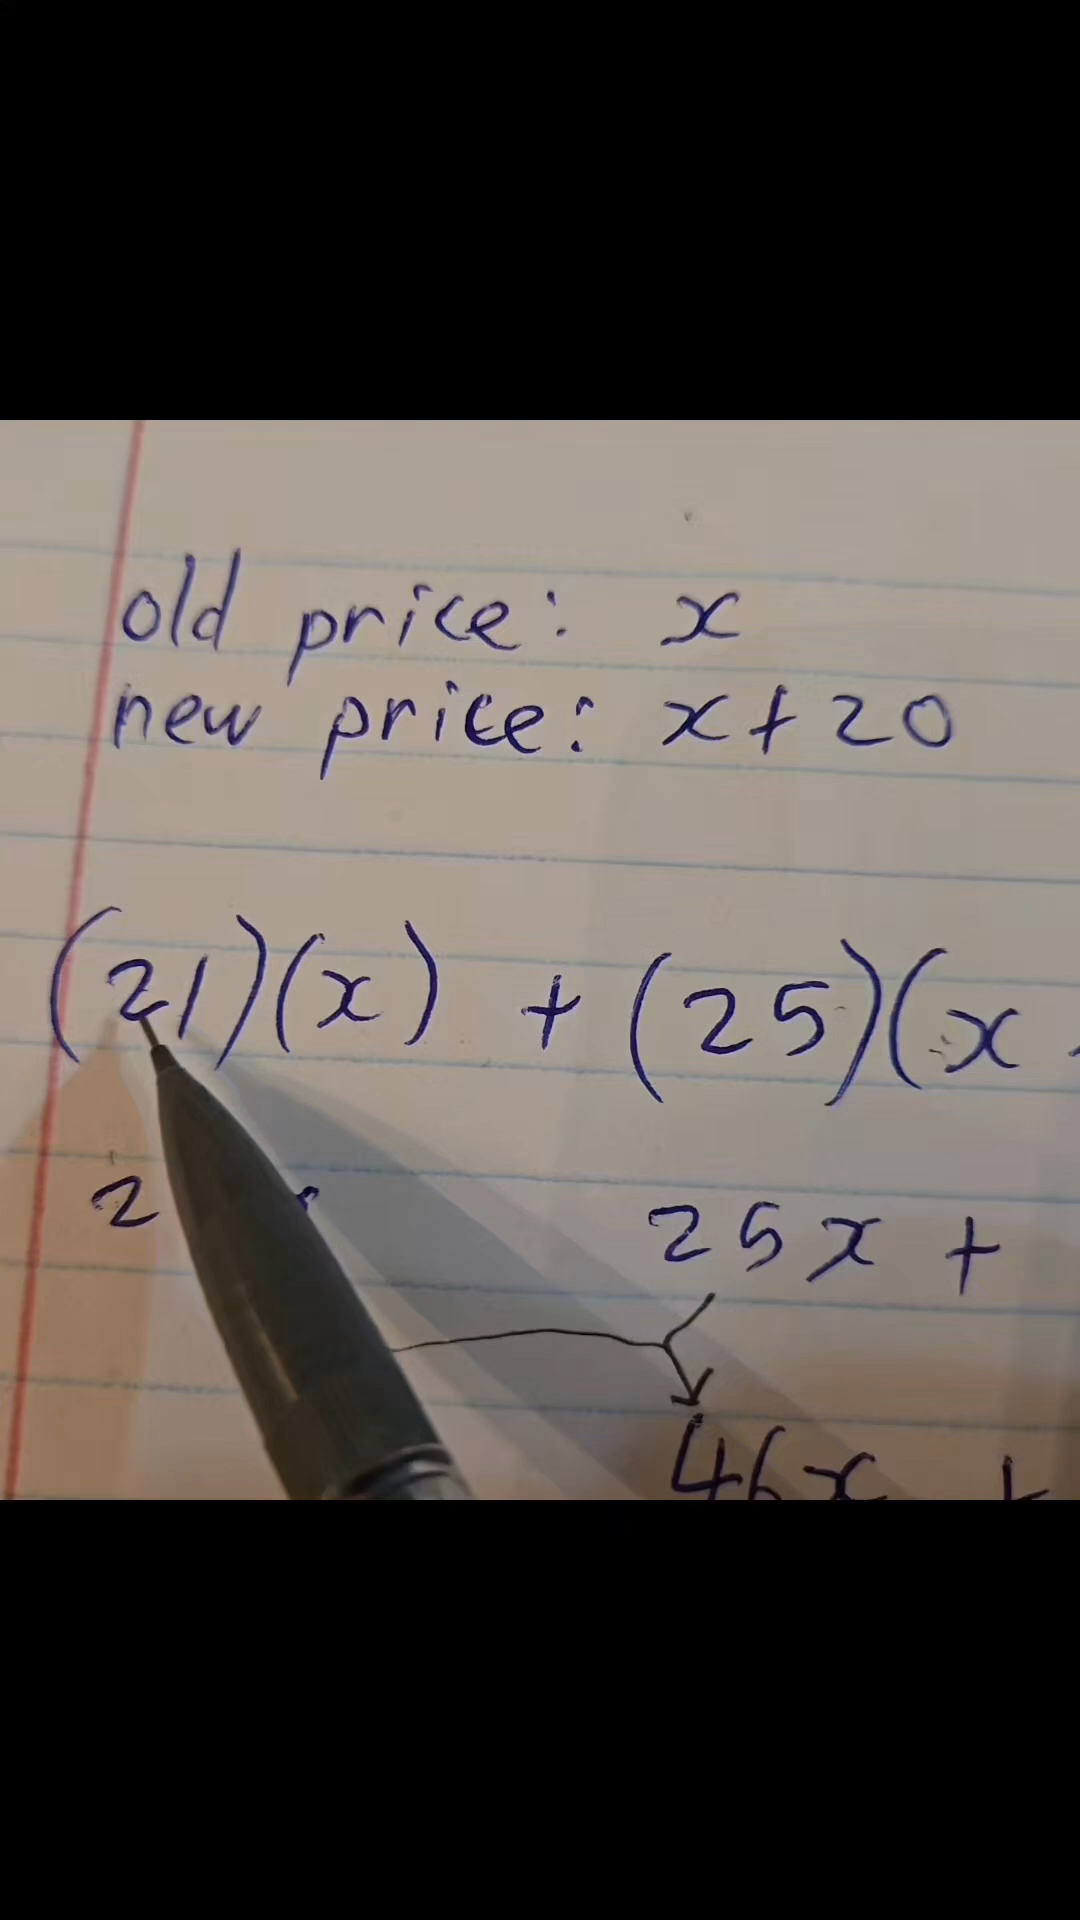 old price: x
new price: x + 20
(21)(x) + (25)(x
2 25x +
46x +